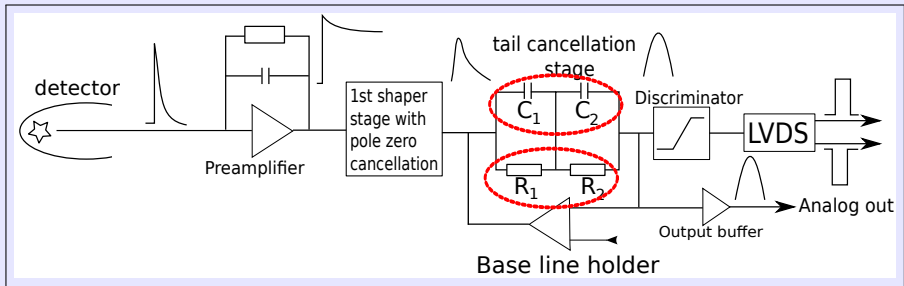 detector
Preamplifier
1st shaper
stage with
pole zero
cancellation
tail cancellation
stage
C1
C2
R1
R2
Discriminator
LVDS
Analog out
Output buffer
Base line holder